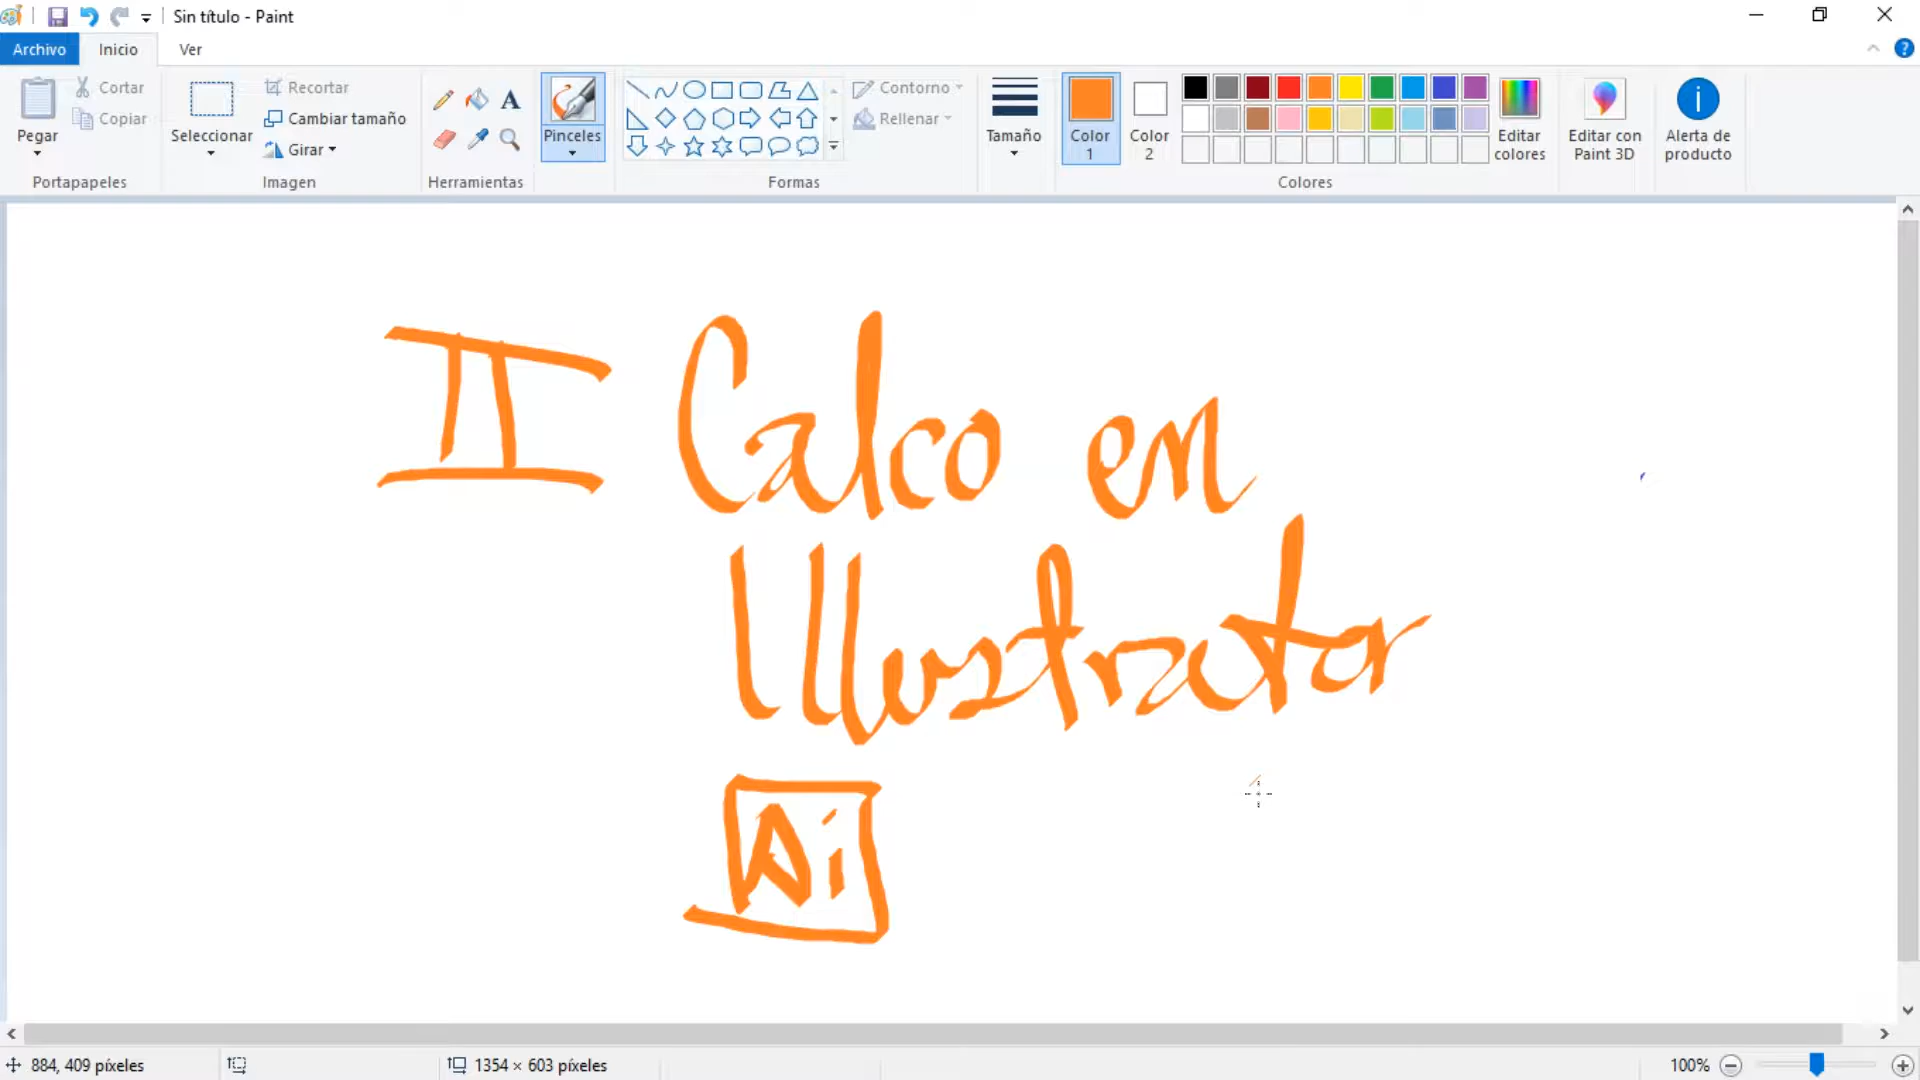 Sin título - Paint
Archivo Inicio Ver
Pegar
Cortar
Copiar
Portapapeles
Seleccionar
Recortar
Cambiar tamaño
Girar
Imagen
A
Herramientas
Pinceles
Contorno
Rellenar
Formas
Tamaño
Color 1
Color 2
Editar colores
Colores
Editar con Paint 3D
Alerta de producto
II Calco en
Illustrator
Ai
884, 409 píxeles
1354 × 603 píxeles
100%